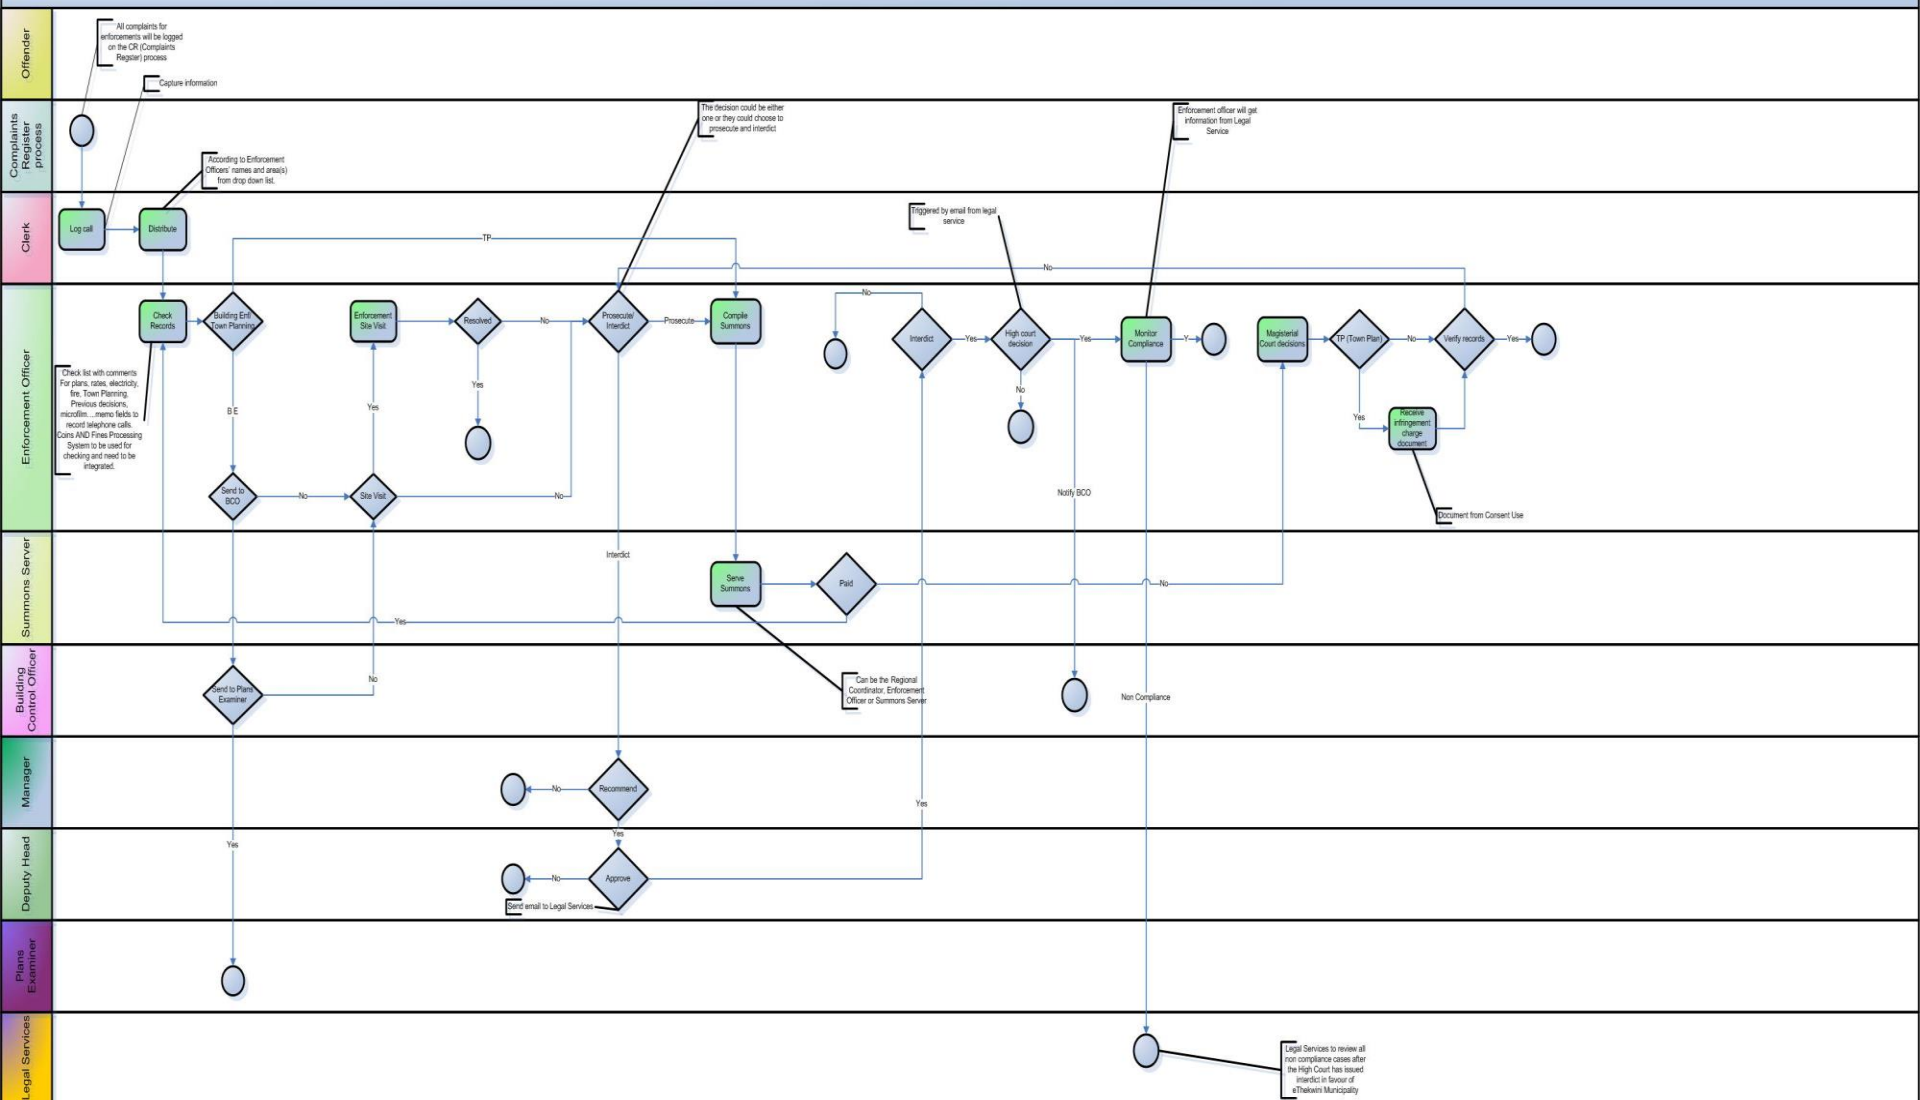 Offender
All complaints for
enforcements will be logged
on the CR (Complaints
Regster) process
Capture information
Complaints
Register
process
According to Enforcement
Officers' names and area(s)
from drop down list.
The decision could be either
one or they could choose to
prosecute and interdict
Enforcement officer will get
information from Legal
Service
Clerk
Log call
Distribute
TP
Triggered by email from legal
service
No
Enforcement Officer
Check
Records
Building Enf/
Town Planning
Enforcement
Site Visit
Resolved
No
Prosecute/
Interdict
Prosecute
Compile
Summons
No
Interdict
Yes
High court
decision
Yes
Monitor
Compliance
Y
Magisterial
Court decisions
TP (Town Plan)
No
Verify records
Yes
Check list with comments
For plans, rates, electricity,
fire, Town Planning,
Previous decisions,
microfilm....memo fields to
record telephone calls.
Coins AND Fines Processing
System to be used for
checking and need to be
integrated.
B E
Yes
Yes
No
Yes
Receive
infringement
charge
document
Send to
BCO
No
Site Visit
No
Notify BCO
Document from Consent Use
Summons Server
Interdict
Serve
Summons
Paid
No
Yes
Building
Control Officer
Send to Plans
Examiner
No
Can be the Regional
Coordinator, Enforcement
Officer or Summons Server
Non Compliance
Manager
No
Recommend
Yes
Deputy Head
Yes
Yes
No
Approve
Send email to Legal Services
Plans
Examiner
Legal Services
Legal Services to review all
non compliance cases after
the High Court has issued
interdict in favour of
eThekwini Municipality